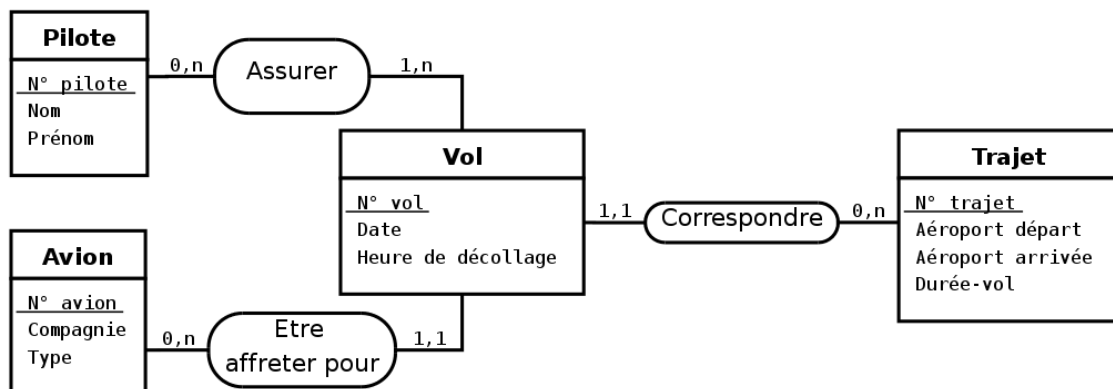 Pilote
N° pilote
Nom
Prénom
0,n
Assurer
1,n
Vol
N° vol
Date
Heure de décollage
1,1
Correspondre
0,n
Trajet
N° trajet
Aéroport départ
Aéroport arrivée
Durée-vol
Avion
N° avion
Compagnie
Type
0,n
Etre
affreter pour
1,1